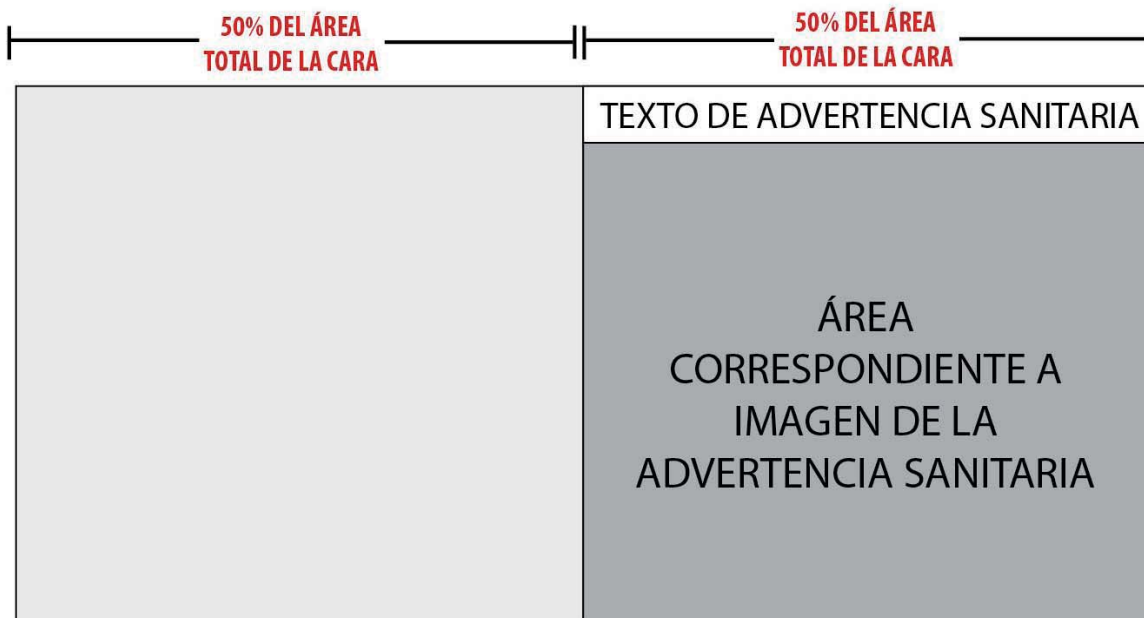 50% DEL ÁREA
TOTAL DE LA CARA
50% DEL ÁREA
TOTAL DE LA CARA
TEXTO DE ADVERTENCIA SANITARIA
ÁREA
CORRESPONDIENTE A
IMAGEN DE LA
ADVERTENCIA SANITARIA